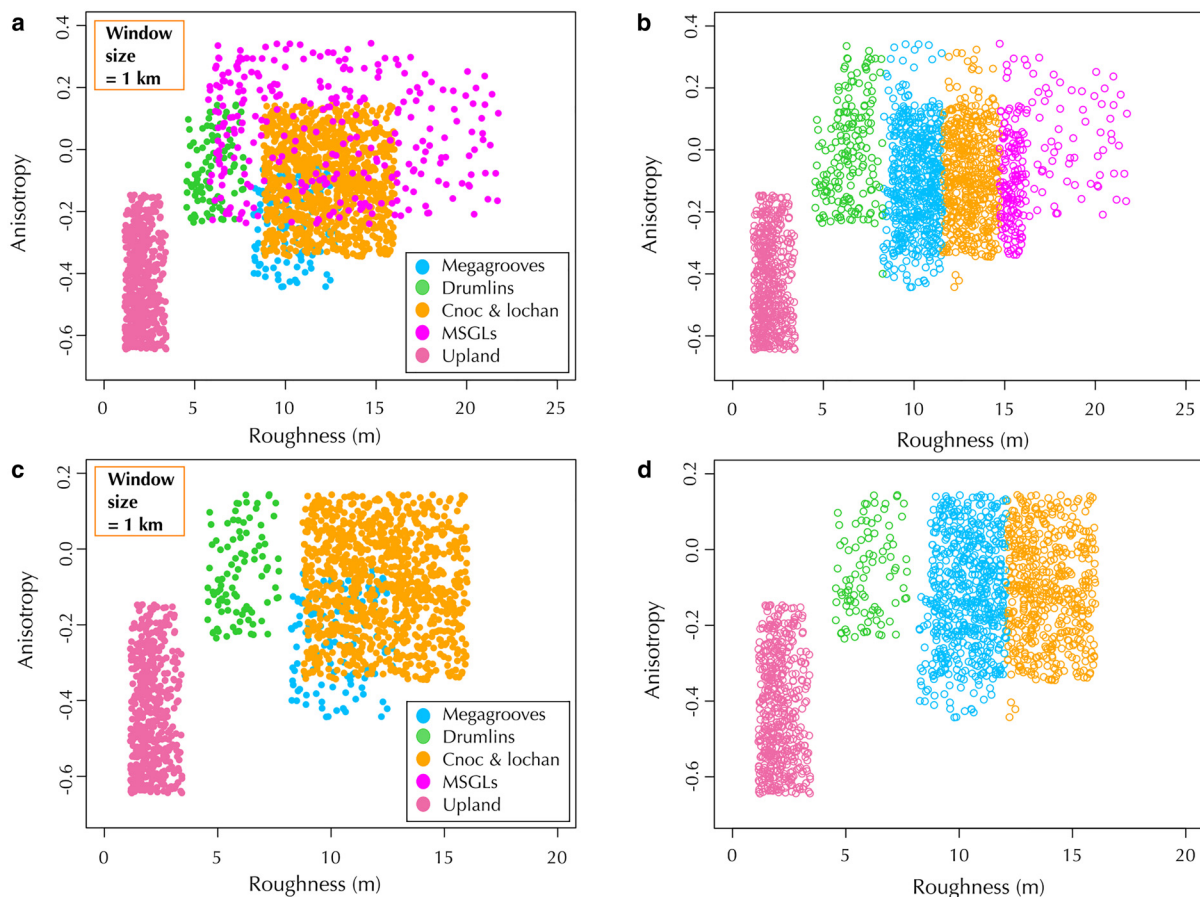 a
Window
size
= 1 km
0.4
0.2
0.0
-0.2
-0.4
-0.6
Anisotropy
Megagrooves
Drumlins
Cnoc & lochan
MSGLs
Upland
0 5 10 15 20 25
Roughness (m)
b
0.4
0.2
0.0
-0.2
-0.4
-0.6
Anisotropy
0 5 10 15 20 25
Roughness (m)
c
Window
size
= 1 km
0.2
0.0
-0.2
-0.4
-0.6
Anisotropy
Megagrooves
Drumlins
Cnoc & lochan
MSGLs
Upland
0 5 10 15 20
Roughness (m)
d
0.2
0.0
-0.2
-0.4
-0.6
Anisotropy
0 5 10 15 20
Roughness (m)